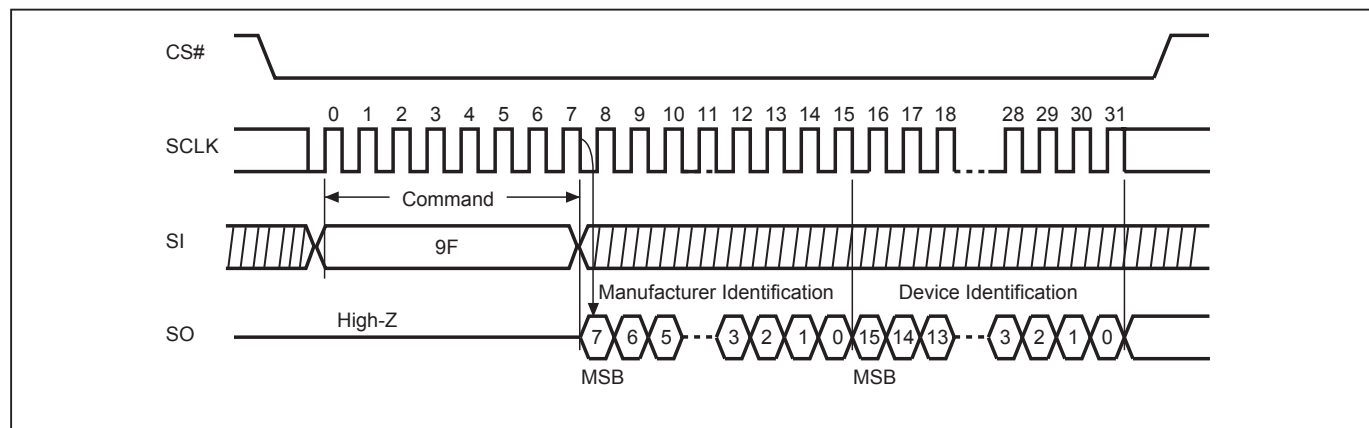 CS#
0 1 2 3 4 5 6 7 8 9 10 11 12 13 14 15 16 17 18 28 29 30 31
SCLK
Command
SI
9F
Manufacturer Identification Device Identification
High-Z
SO
7 6 5 3 2 1 0 15 14 13 3 2 1 0
MSB MSB